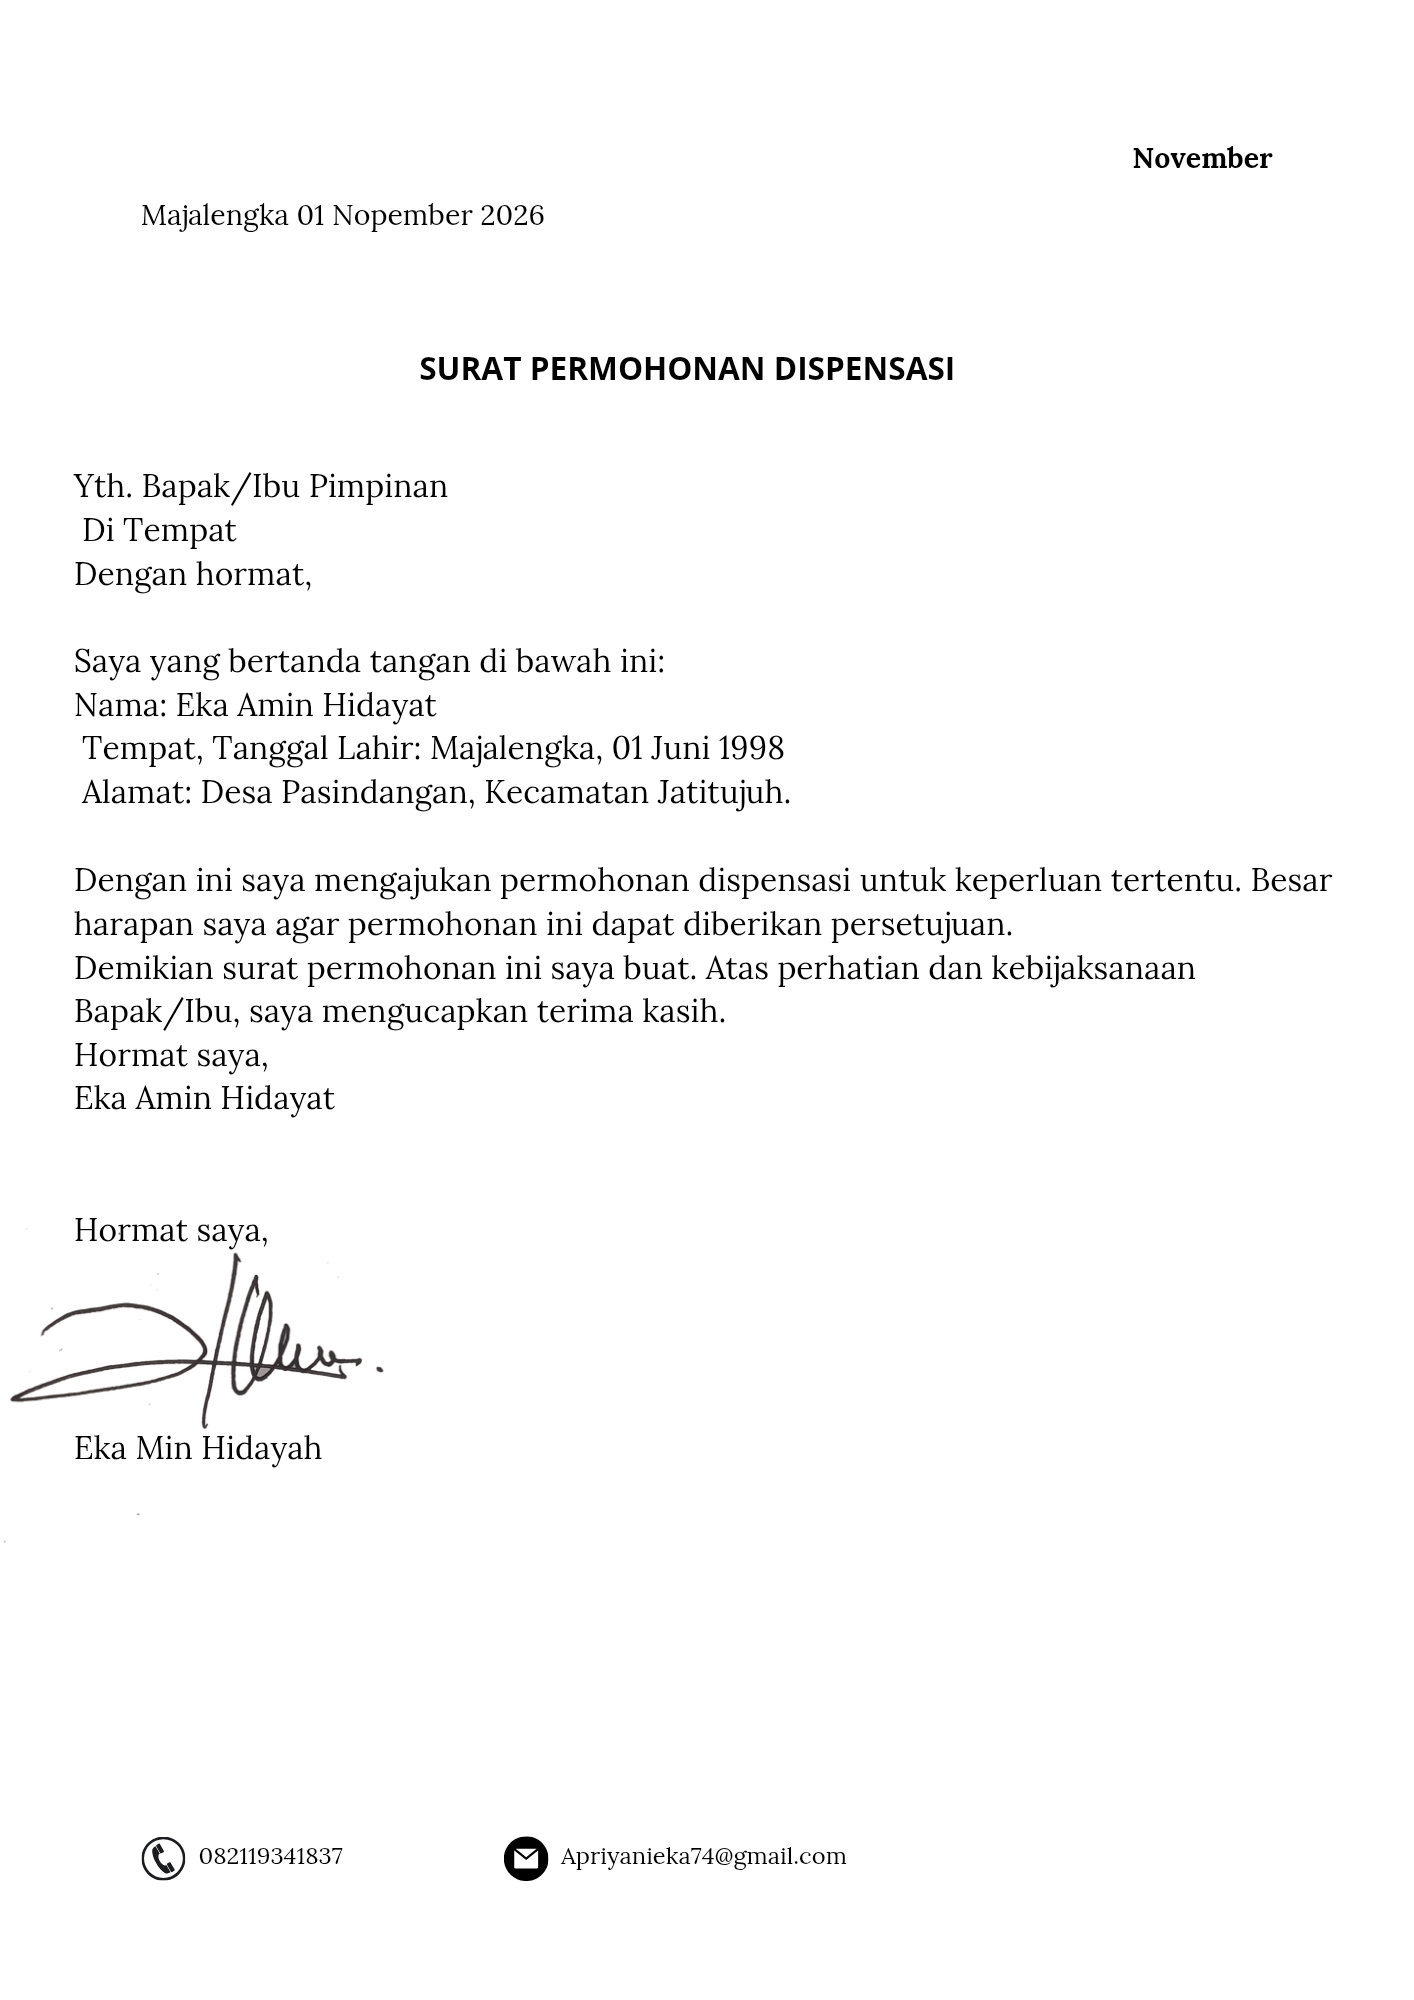 November
Majalengka 01 Nopember 2026
SURAT PERMOHONAN DISPENSASI
Yth. Bapak/Ibu Pimpinan
Di Tempat
Dengan hormat,
Saya yang bertanda tangan di bawah ini:
Nama: Eka Amin Hidayat
Tempat, Tanggal Lahir: Majalengka, 01 Juni 1998
Alamat: Desa Pasindangan, Kecamatan Jatitujuh.
Dengan ini saya mengajukan permohonan dispensasi untuk keperluan tertentu. Besar
harapan saya agar permohonan ini dapat diberikan persetujuan.
Demikian surat permohonan ini saya buat. Atas perhatian dan kebijaksanaan
Bapak/Ibu, saya mengucapkan terima kasih.
Hormat saya,
Eka Amin Hidayat
Hormat saya,
Eka Min Hidayah
082119341837
Apriyanieka74@gmail.com